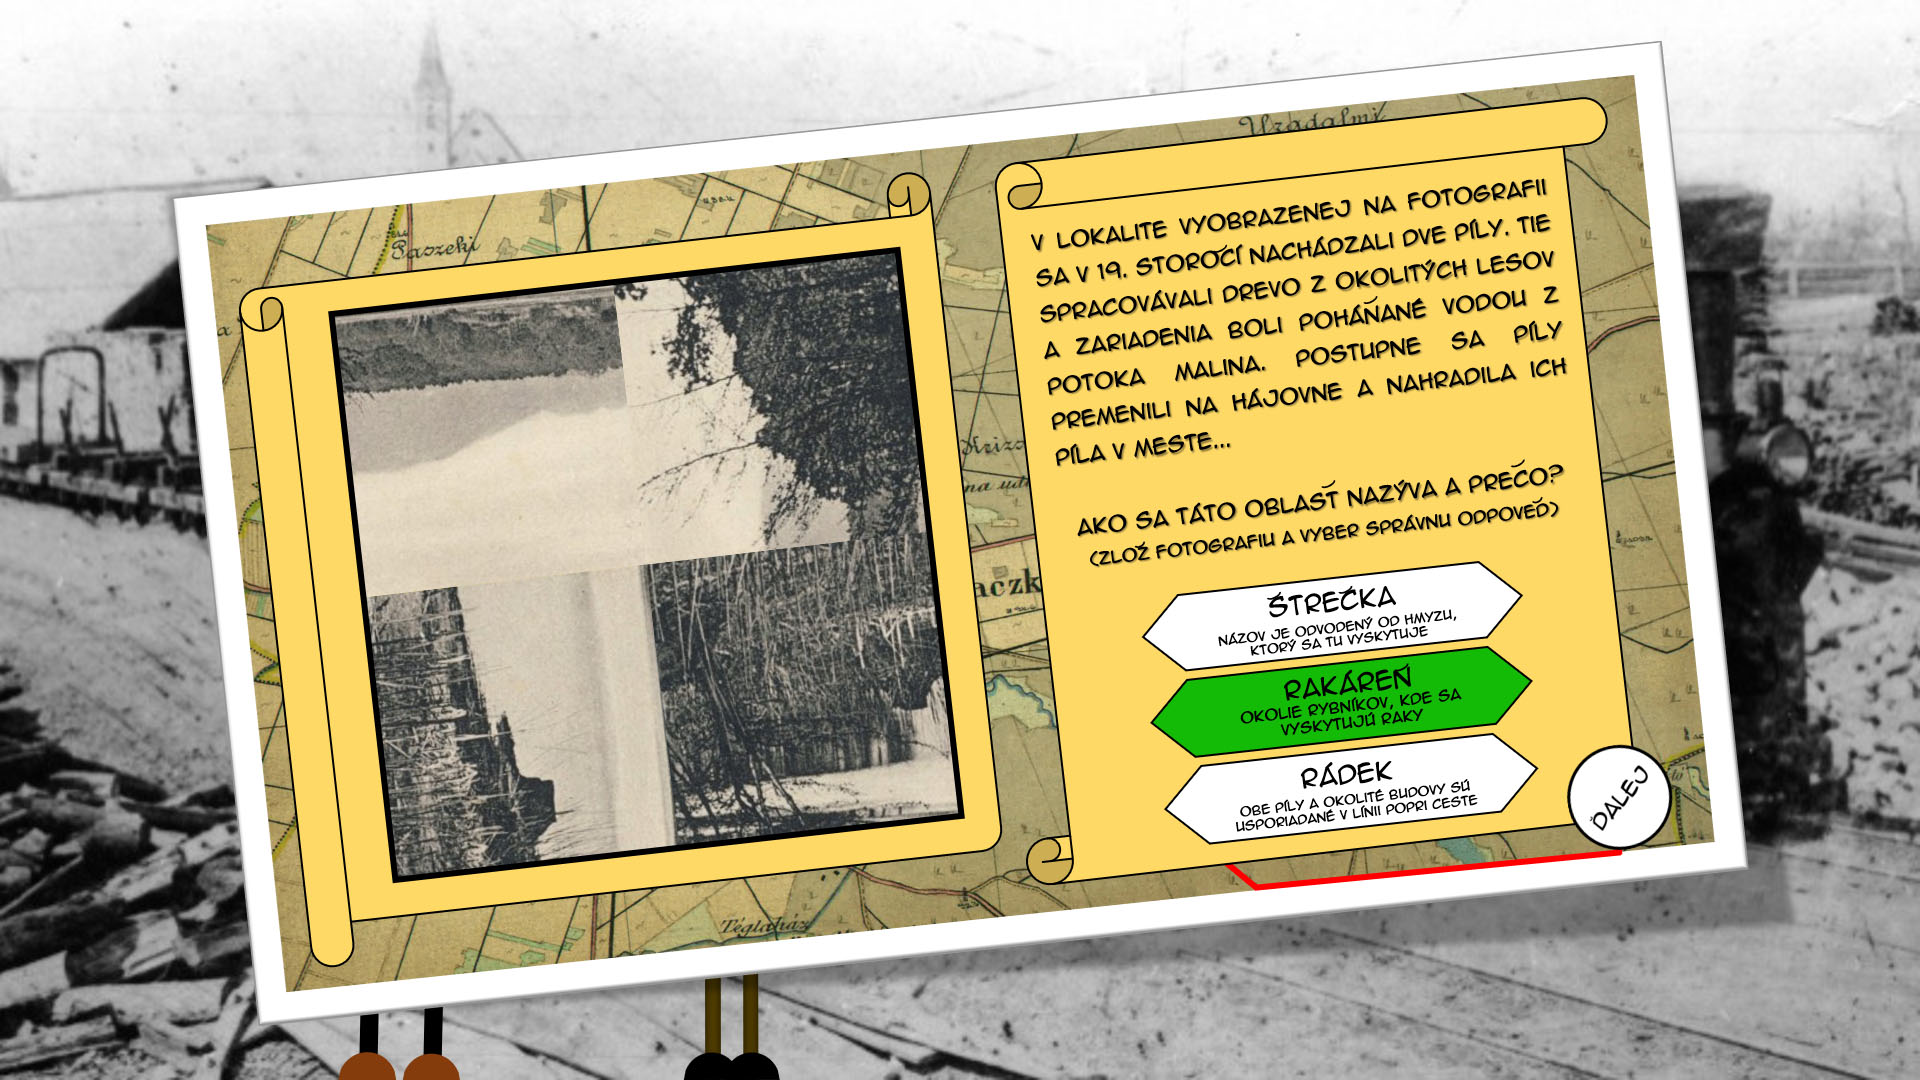 Uzadalmi
Paszeki
V LOKALITE VYOBRAZENEJ NA FOTOGRAFII
SA V 19. STOROČÍ NACHÁDZALI DVE PÍLY. TIE
SPRACOVÁVALI DREVO Z OKOLITÝCH LESOV
A ZARIADENIA BOLI POHÁŇANÉ VODOU Z
POTOKA MALINA. POSTUPNE SA PÍLY
PREMENILI NA HÁJOVNE A NAHRADILA ICH
PÍLA V MESTE...
AKO SA TÁTO OBLASŤ NAZÝVA A PREČO?
(ZLOŽ FOTOGRAFIU A VYBER SPRÁVNU ODPOVEĎ)
ŠTREČKA
NÁZOV JE ODVODENÝ OD HMYZU,
KTORÝ SA TU VYSKYTUJE
RAKÁREŇ
OKOLIE RYBNÍKOV, KDE SA
VYSKYTUJÚ RAKY
RÁDEK
OBE PÍLY A OKOLITÉ BUDOVY SÚ
USPORIADANÉ V LÍNII POPRI CESTE
ĎALEJ
Téglaház